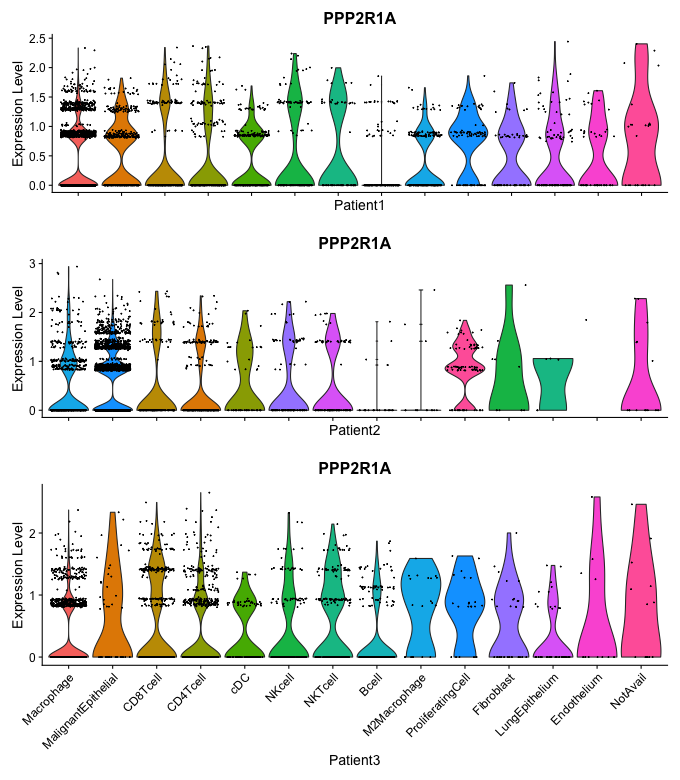 PPP2R1A
Expression Level
2.5
2.0
1.5
1.0
0.5
0.0
Patient1
PPP2R1A
Expression Level
3
2
1
0
Patient2
PPP2R1A
Expression Level
2
1
0
Macrophage
MalignantEpithelial
CD8Tcell
CD4Tcell
cDC
NKcell
NKTcell
Bcell
M2Macrophage
ProliferatingCell
Fibroblast
LungEpithelium
Endothelium
NotAvail
Patient3